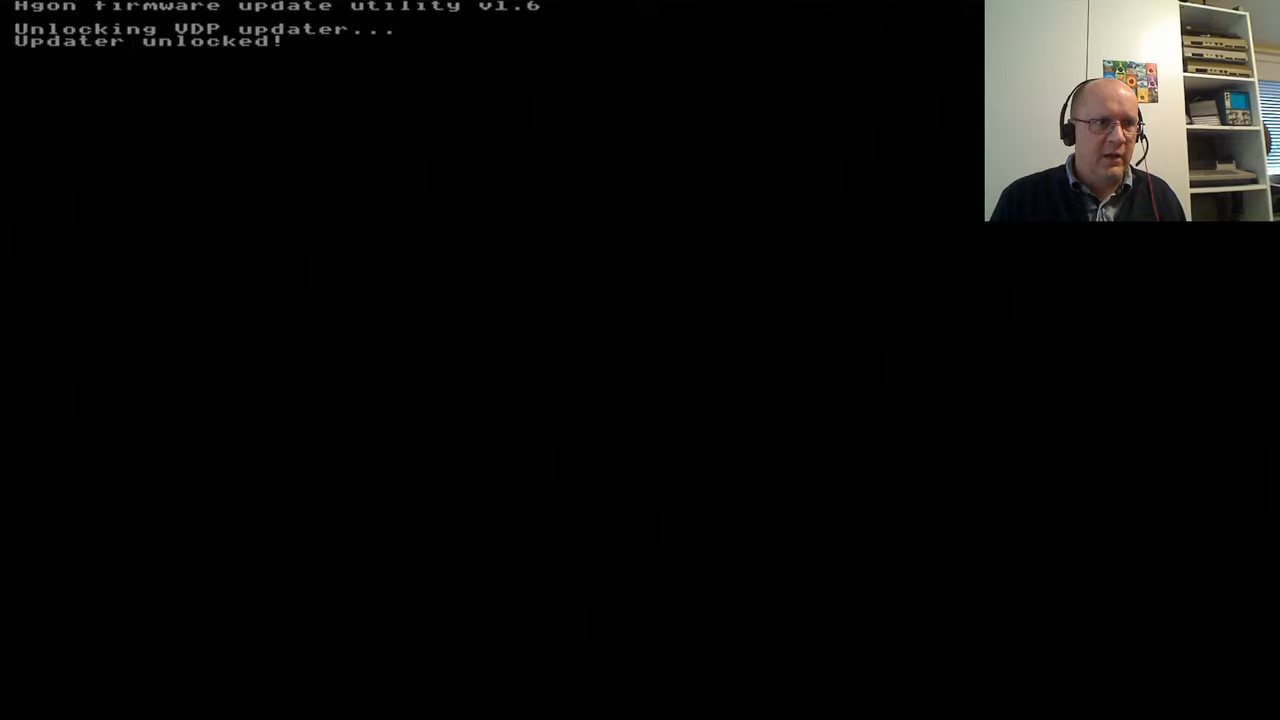 Agon firmware update utility v1.6
Unlocking VDP updater...
Updater unlocked!